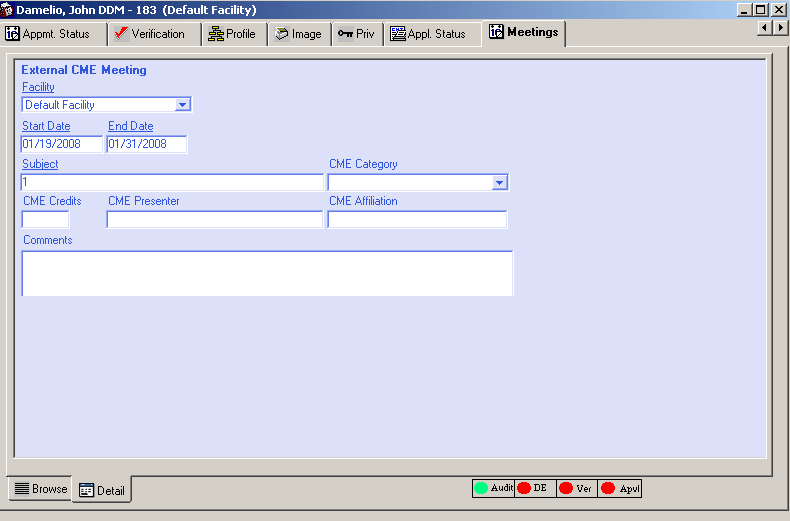 Damelio, John DDM - 183 (Default Facility)
Appmt. Status Verification Profile Image Priv Appl. Status Meetings
External CME Meeting
Facility
Default Facility
Start Date End Date
01/19/2008 01/31/2008
Subject CME Category
1
CME Credits CME Presenter CME Affiliation
Comments
Browse Detail Audit DE Ver Apvl